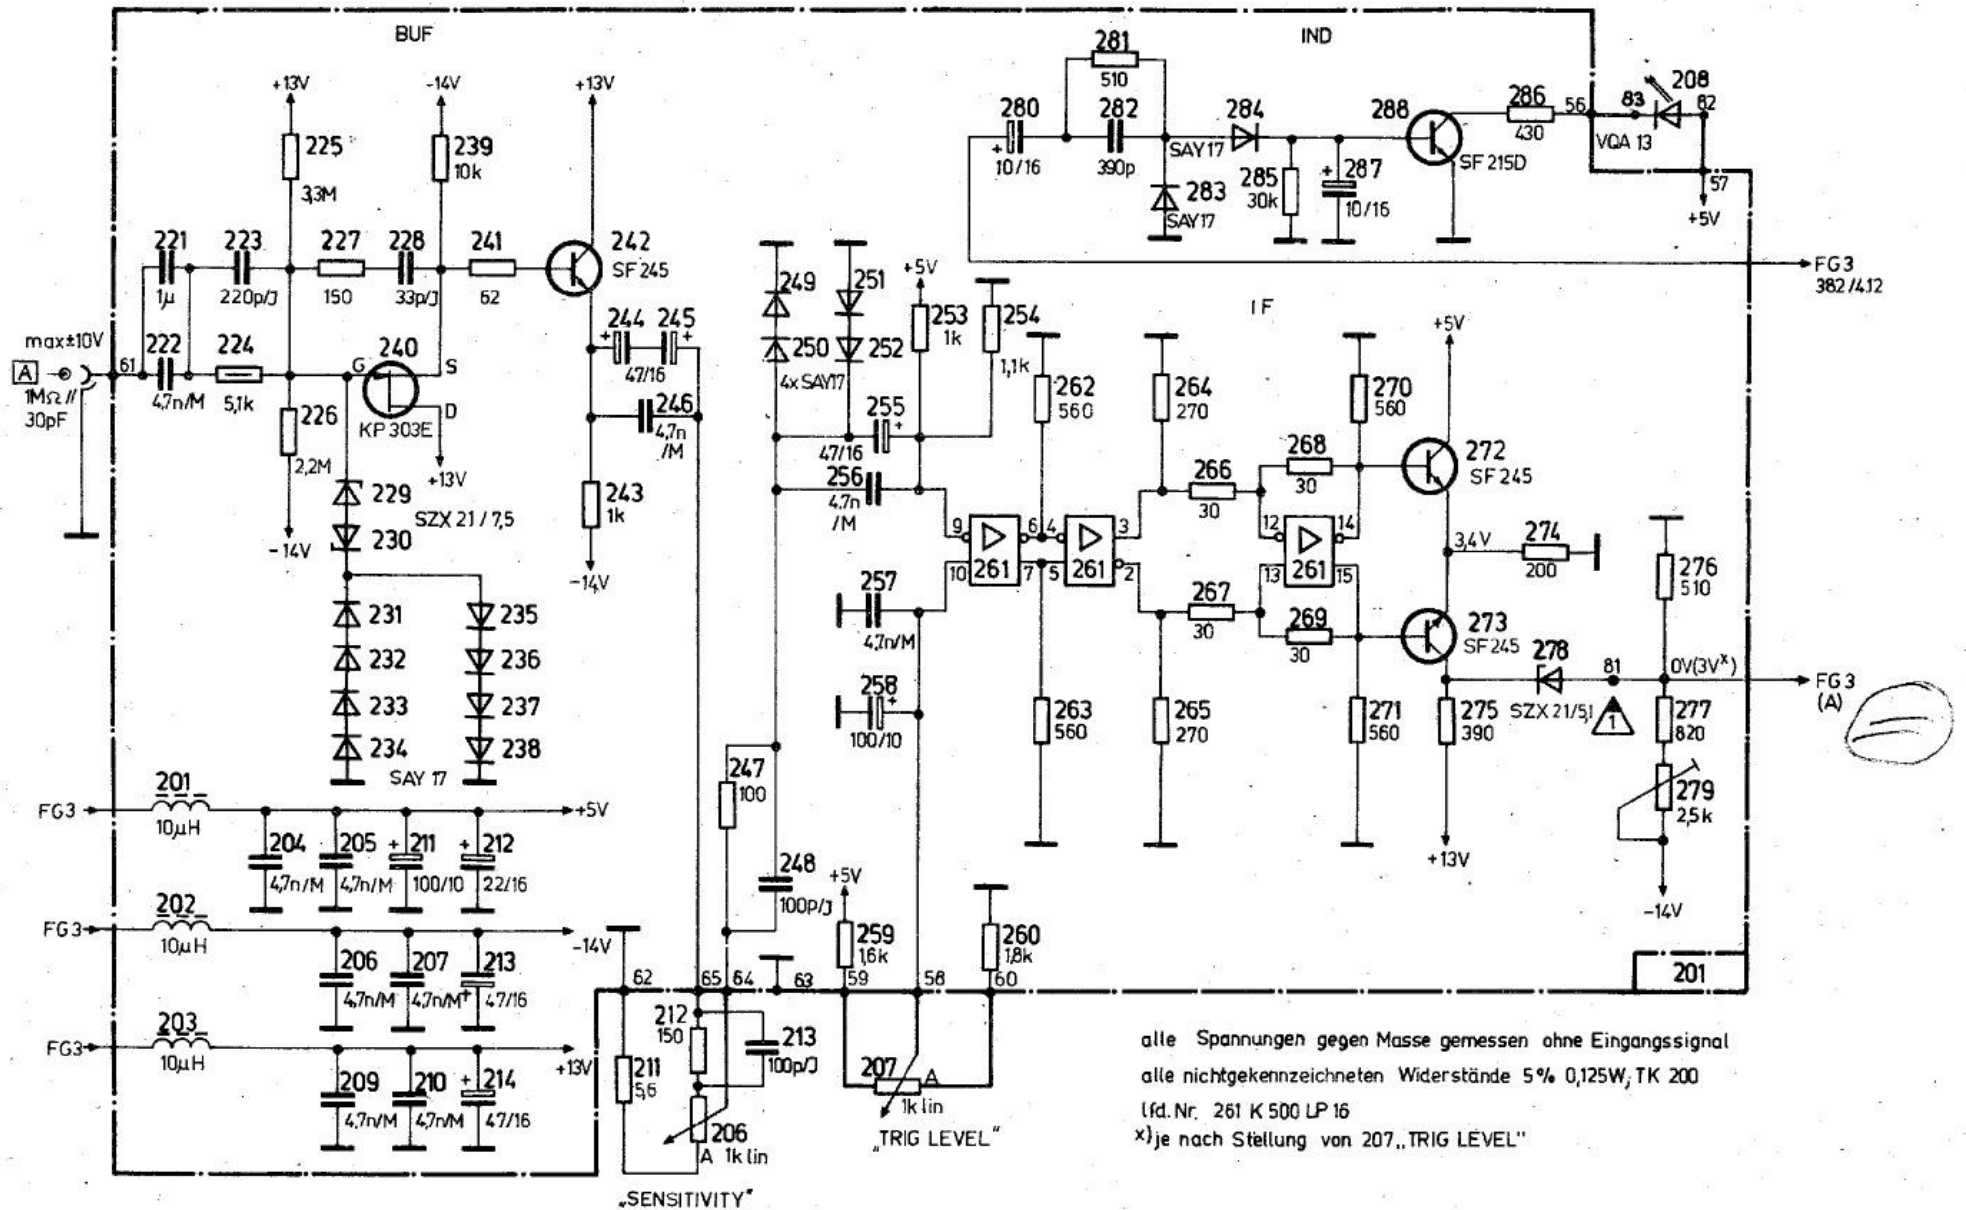 BUF
IND
+13V
-14V
+13V
225
3,3M
239
10k
221
1µ
223
220p/J
227
150
228
33p/J
241
62
242
SF 245
max±10V
A
1MΩ//
30pF
61
222
4,7n/M
224
5,1k
240
G
S
D
KP 303E
+13V
226
2,2M
-14V
229
SZX 21 / 7,5
230
231
232
233
234
235
236
237
238
SAY 17
244
245
47/16
246
4,7n
/M
243
1k
-14V
249
250
251
252
4xSAY17
+5V
253
1k
254
1,1k
255
47/16
256
4,7n
/M
257
4,7n/M
258
100/10
247
100
248
100p/J
280
10/16
281
510
282
390p
284
SAY17
283
SAY17
285
30k
287
10/16
288
SF 215D
286
430
56
83
208
82
VQA 13
57
+5V
FG3
382/4.12
IF
262
560
264
270
266
30
268
30
270
560
+5V
272
SF 245
9
10
261
6
7
4
5
261
3
2
12
13
261
14
15
3,4V
274
200
267
30
269
30
273
SF 245
263
560
265
270
271
560
275
390
+13V
278
SZX 21/5,1
81
1
276
510
0V(3Vx)
277
820
279
2,5k
-14V
FG3
(A)
FG3
201
10µH
+5V
204
4,7n/M
205
4,7n/M
211
100/10
212
22/16
FG3
202
10µH
-14V
206
4,7n/M
207
4,7n/M
213
47/16
FG3
203
10µH
+13V
209
4,7n/M
210
4,7n/M
214
47/16
62
65
64
63
59
58
60
+5V
259
1,6k
260
1,8k
211
5,6
212
150
213
100p/J
206
A 1k lin
„SENSITIVITY"
207
A
1k lin
„TRIG LEVEL"
201
alle Spannungen gegen Masse gemessen ohne Eingangssignal
alle nichtgekennzeichneten Widerstände 5% 0,125W, TK 200
lfd. Nr. 261 K 500 LP 16
x) je nach Stellung von 207 „TRIG LEVEL"